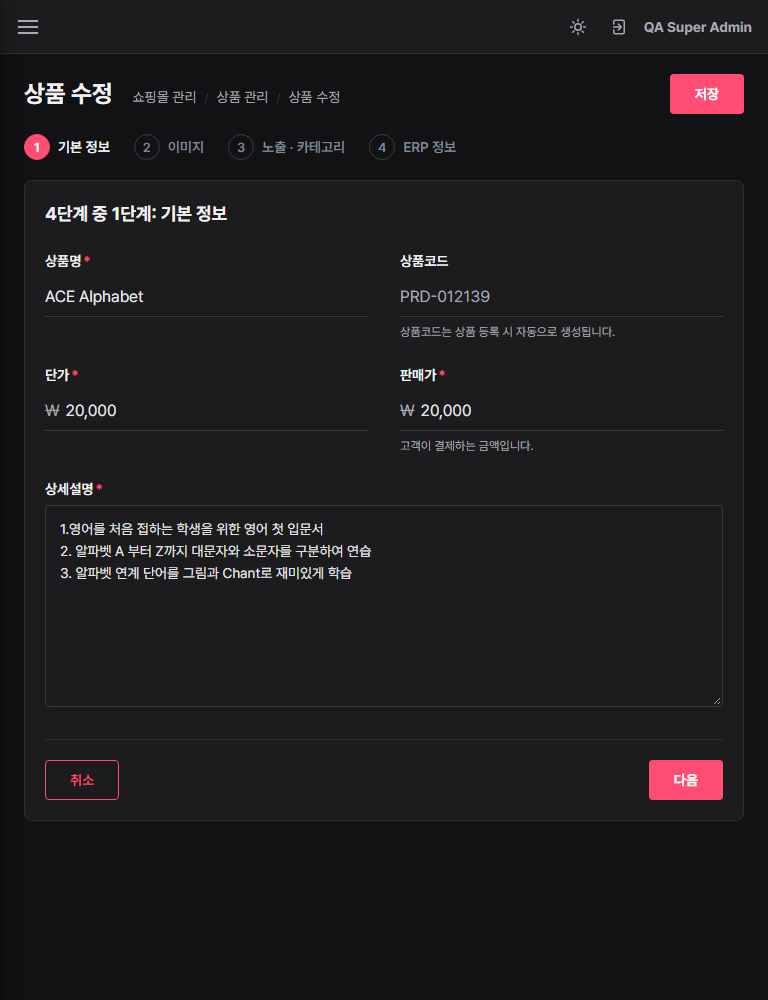 QA Super Admin
상품 수정
쇼핑몰 관리 / 상품 관리 / 상품 수정
저장
1 기본 정보
2 이미지
3 노출 · 카테고리
4 ERP 정보
4단계 중 1단계: 기본 정보
상품명 *
ACE Alphabet
상품코드
PRD-012139
상품코드는 상품 등록 시 자동으로 생성됩니다.
단가 *
₩ 20,000
판매가 *
₩ 20,000
고객이 결제하는 금액입니다.
상세설명 *
1.영어를 처음 접하는 학생을 위한 영어 첫 입문서
2. 알파벳 A 부터 Z까지 대문자와 소문자를 구분하여 연습
3. 알파벳 연계 단어를 그림과 Chant로 재미있게 학습
취소
다음